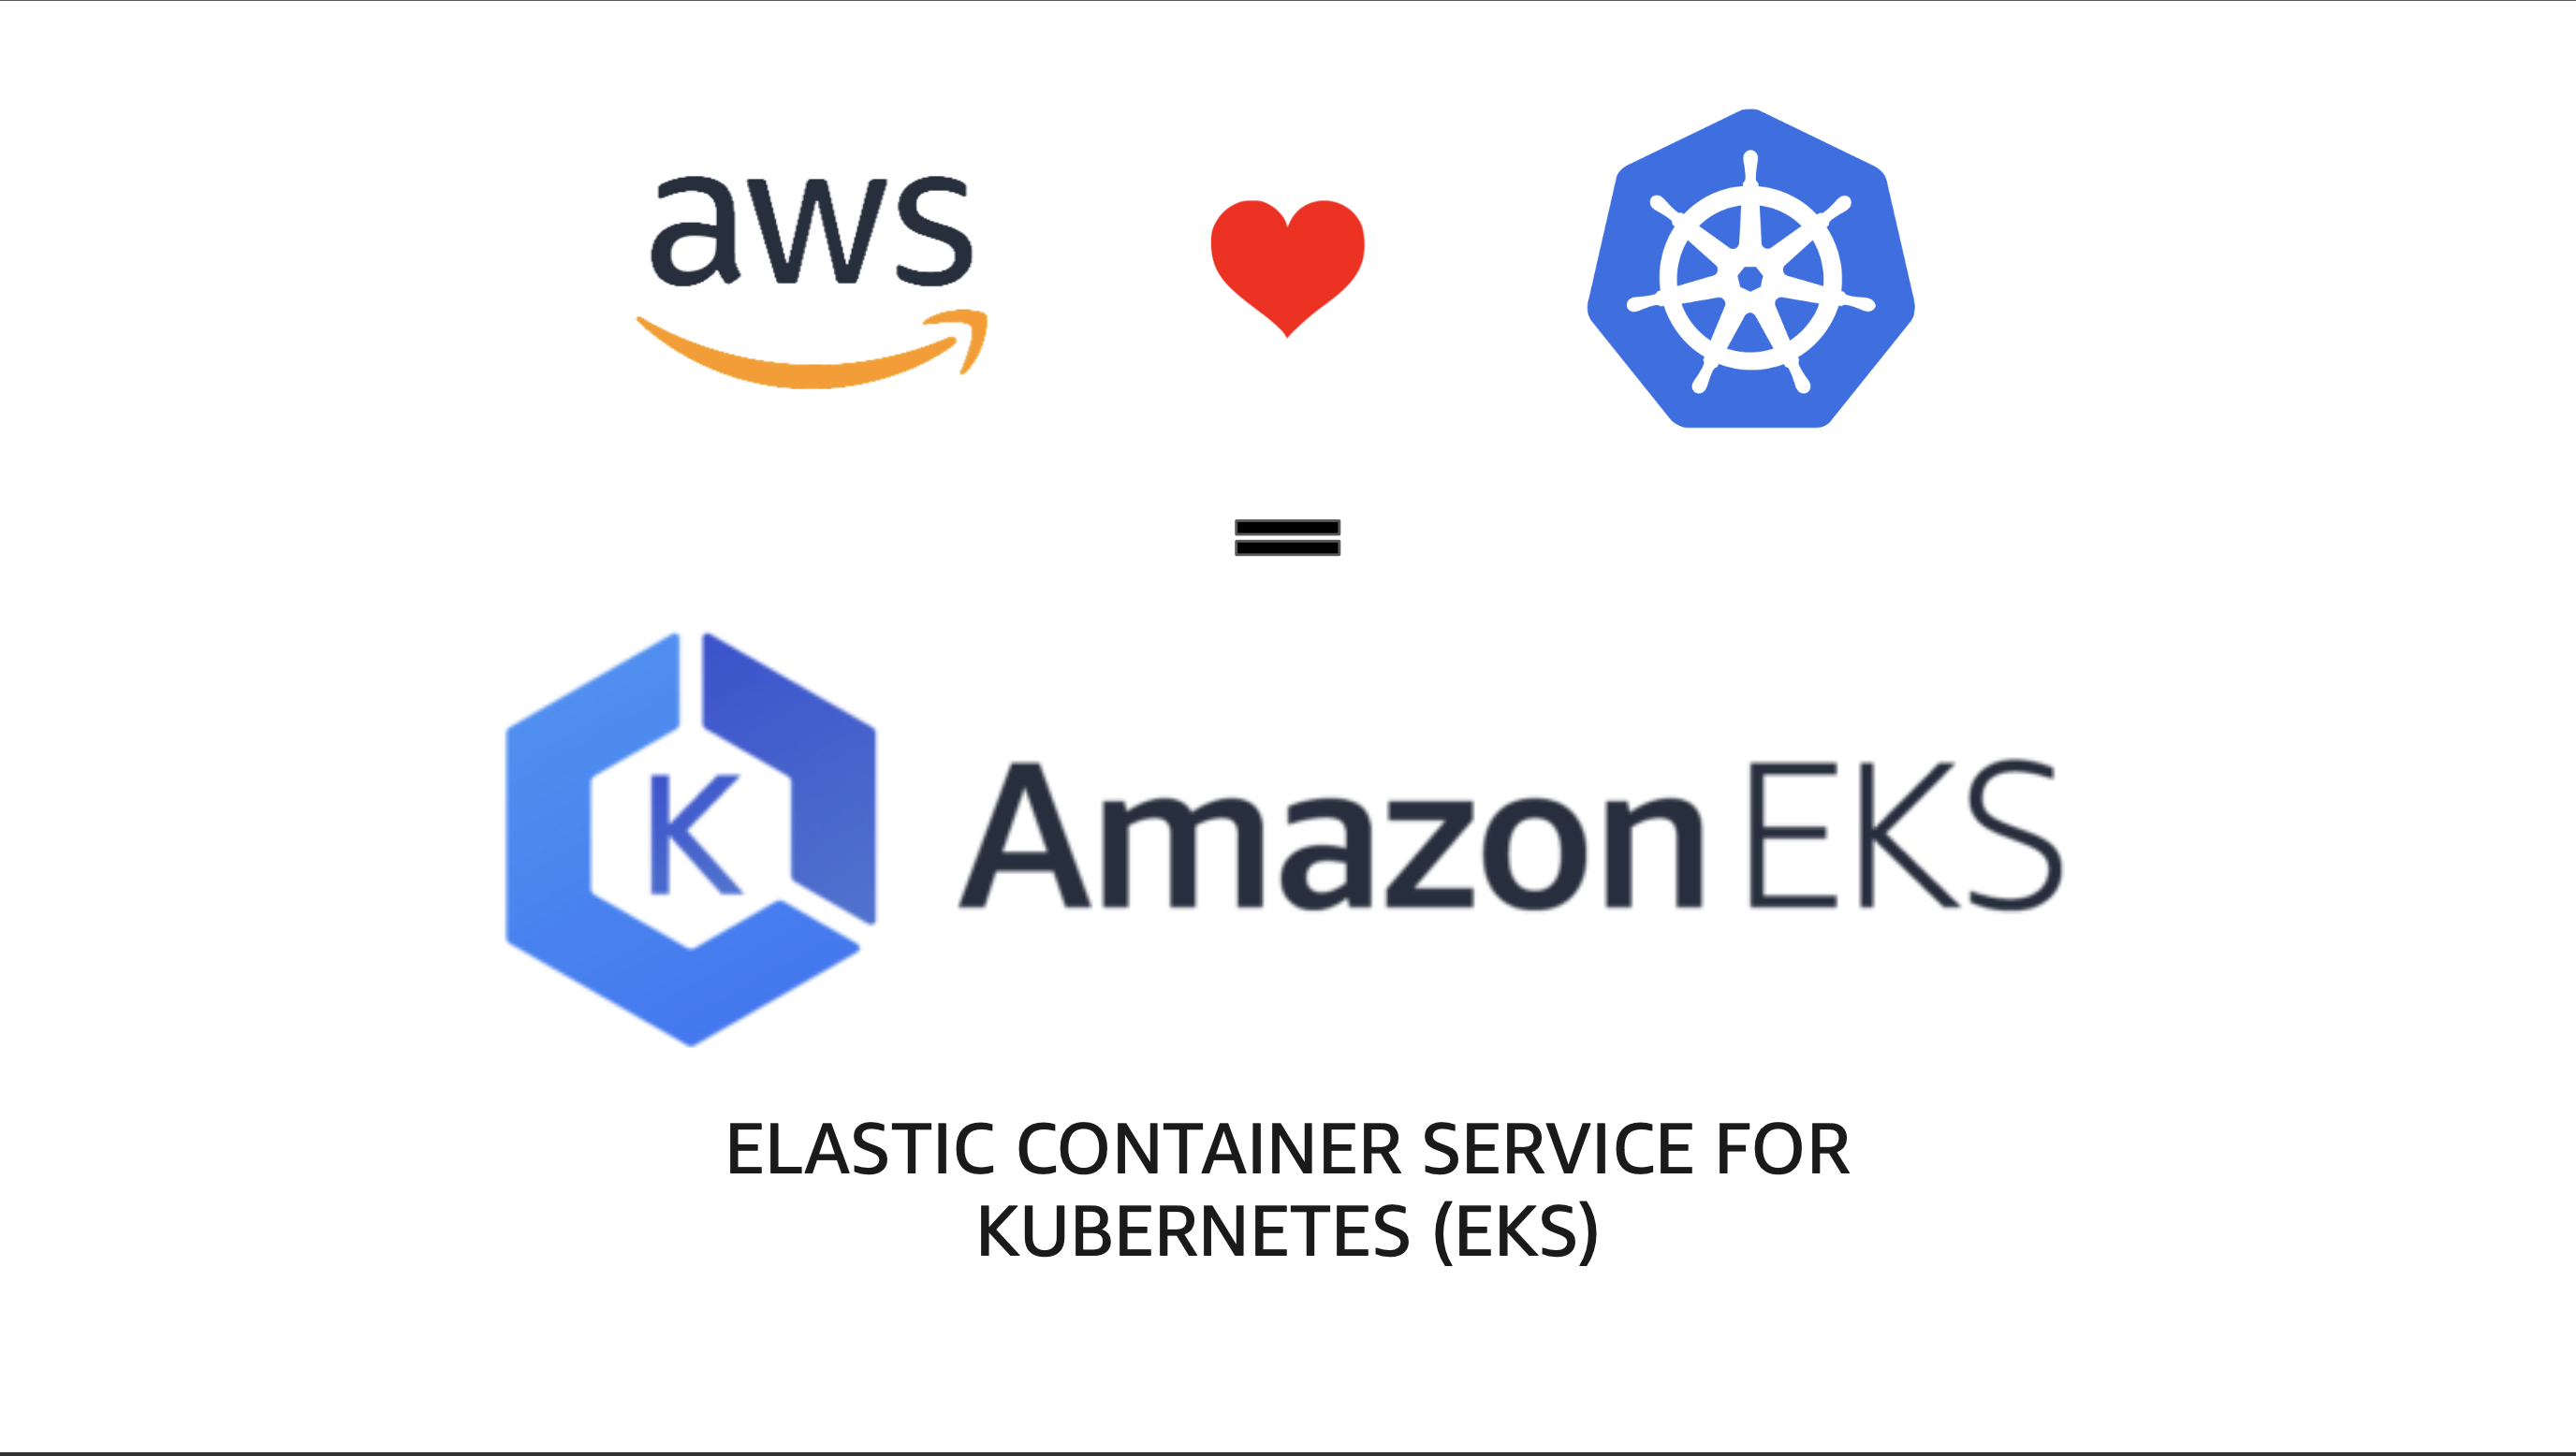 aws
K
Amazon EKS
ELASTIC CONTAINER SERVICE FOR
KUBERNETES (EKS)